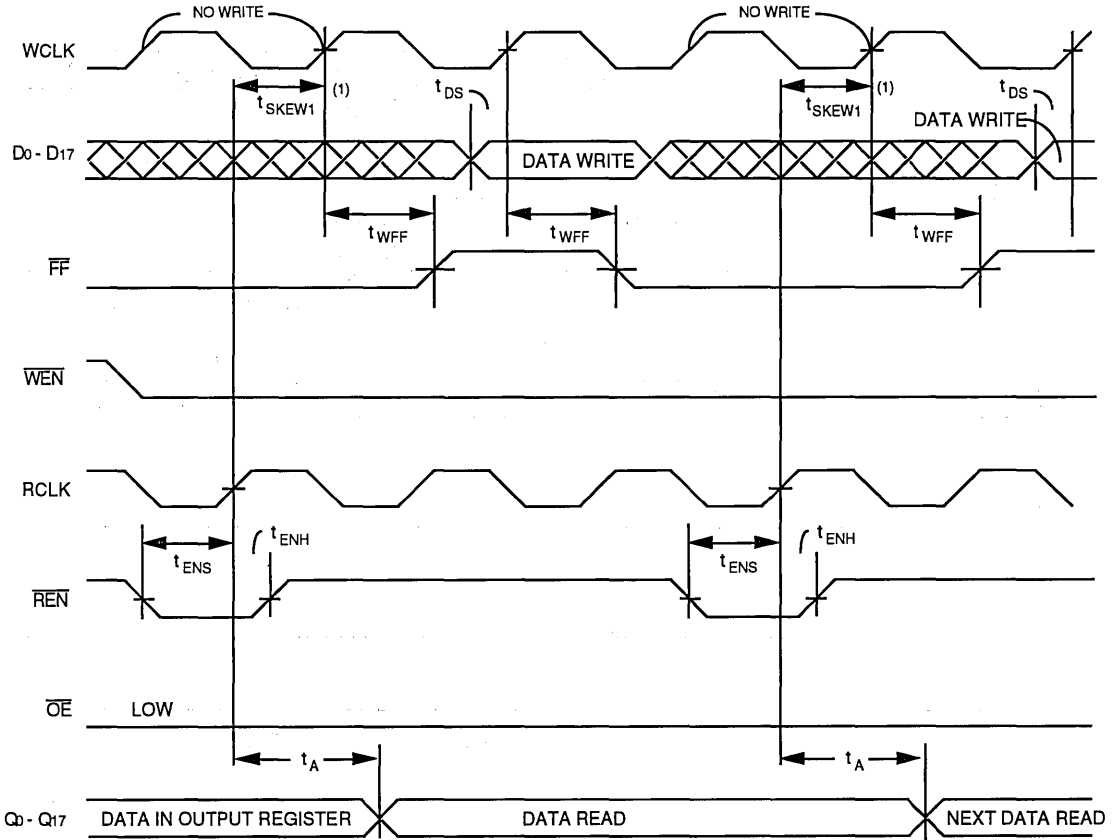 NO WRITE NO WRITE
WCLK
tSKEW1 (1) tDS tSKEW1 (1) tDS
DATA WRITE
D0 - D17 DATA WRITE
tWFF tWFF tWFF
FF
WEN
RCLK
tENS tENH tENS tENH
REN
OE LOW
tA tA
Q0 - Q17 DATA IN OUTPUT REGISTER DATA READ NEXT DATA READ